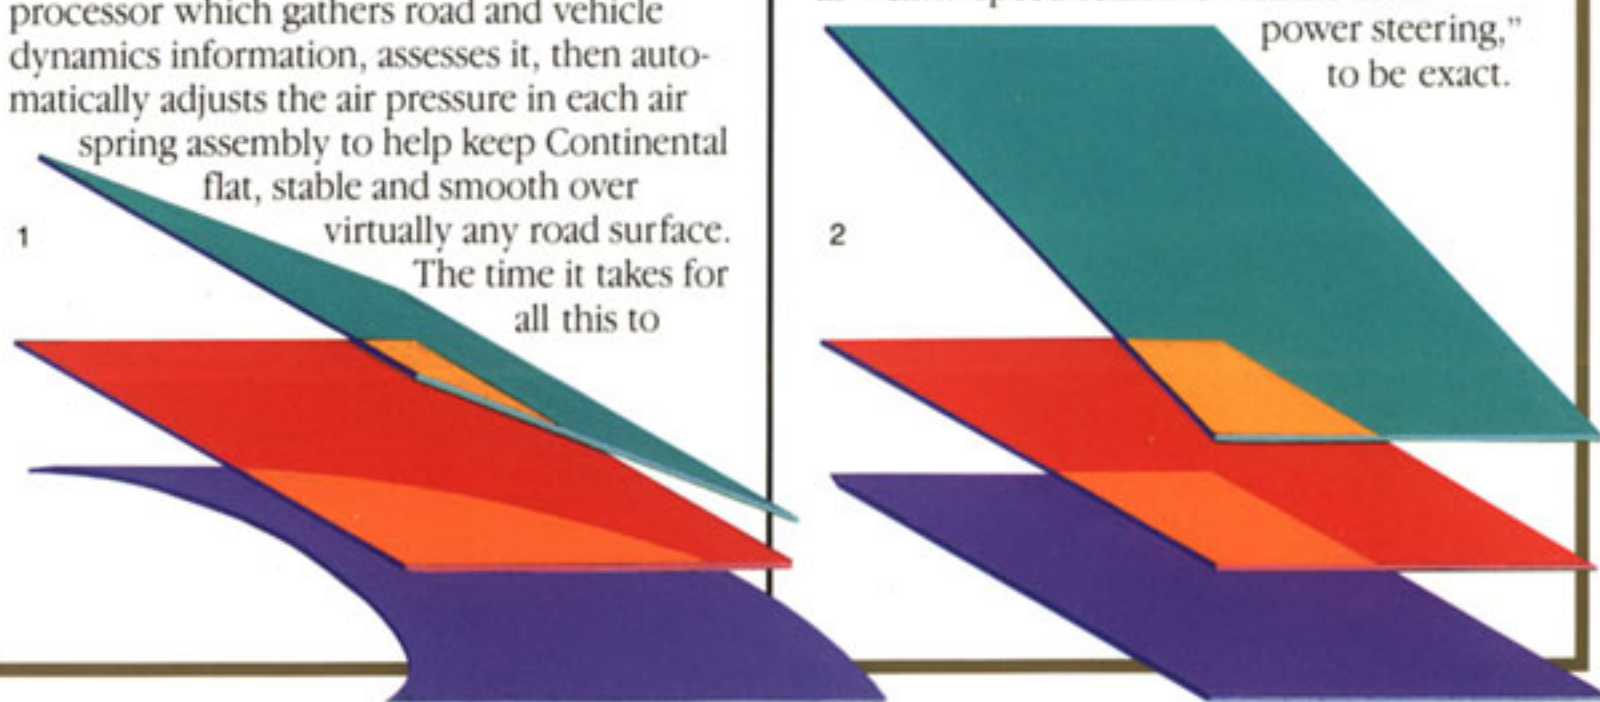 processor which gathers road and vehicle
dynamics information, assesses it, then auto-
matically adjusts the air pressure in each air
spring assembly to help keep Continental
flat, stable and smooth over
virtually any road surface.
The time it takes for
all this to
1
power steering,”
to be exact.
2